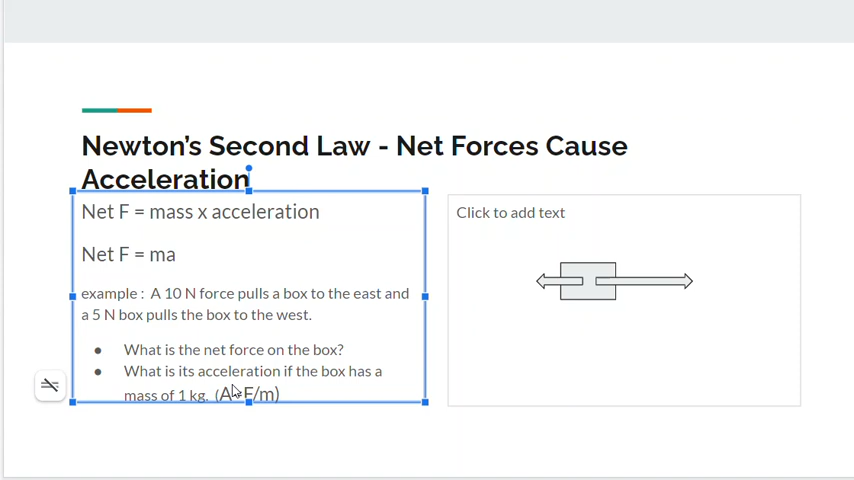 Newton's Second Law - Net Forces Cause
Acceleration
Net F = mass x acceleration
Net F = ma
example : A 10 N force pulls a box to the east and
a 5 N box pulls the box to the west.
● What is the net force on the box?
● What is its acceleration if the box has a
mass of 1 kg. (A=F/m)
Click to add text